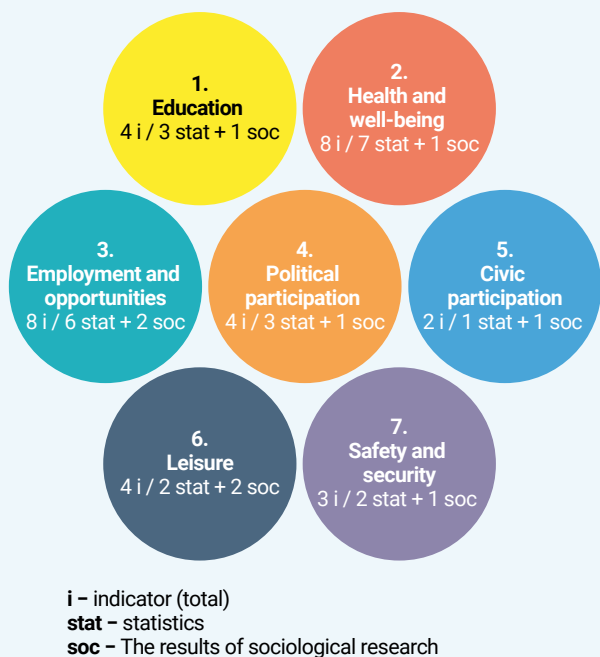 1.
Education
4 i / 3 stat + 1 soc
2.
Health and
well-being
8 i / 7 stat + 1 soc
3.
Employment and
opportunities
8 i / 6 stat + 2 soc
4.
Political
participation
4 i / 3 stat + 1 soc
5.
Civic
participation
2 i / 1 stat + 1 soc
6.
Leisure
4 i / 2 stat + 2 soc
7.
Safety and
security
3 i / 2 stat + 1 soc
i – indicator (total)
stat – statistics
soc – The results of sociological research